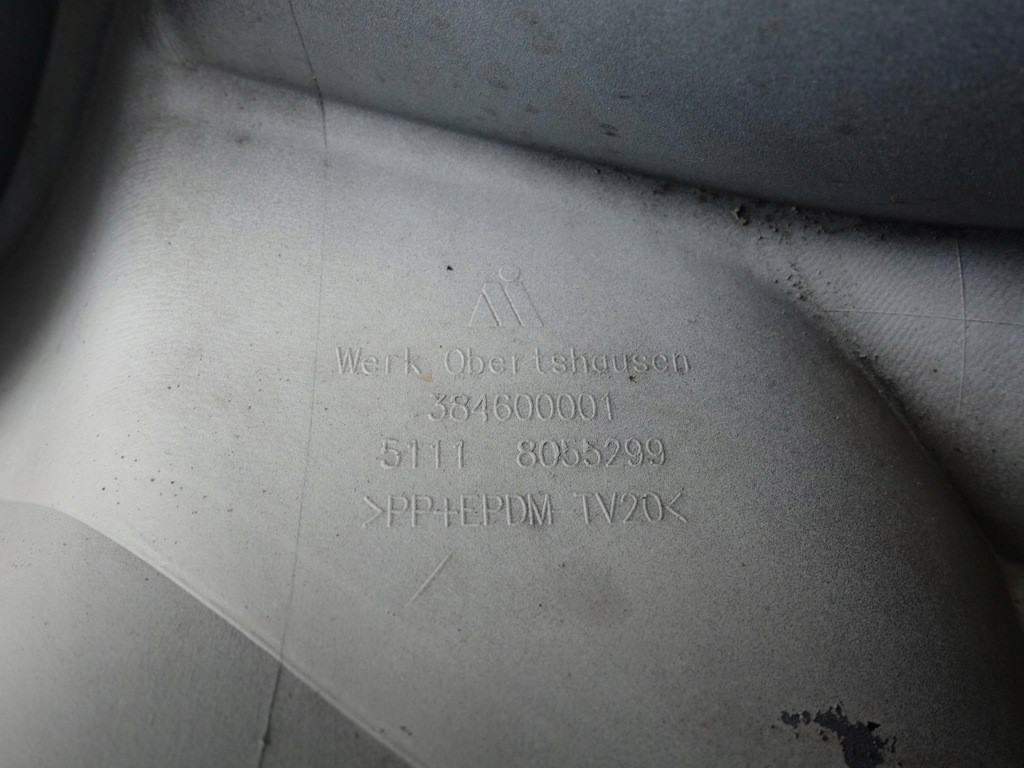 Werk Obertshausen
384600001
5111 8055299
>PP+EPDM TV20<